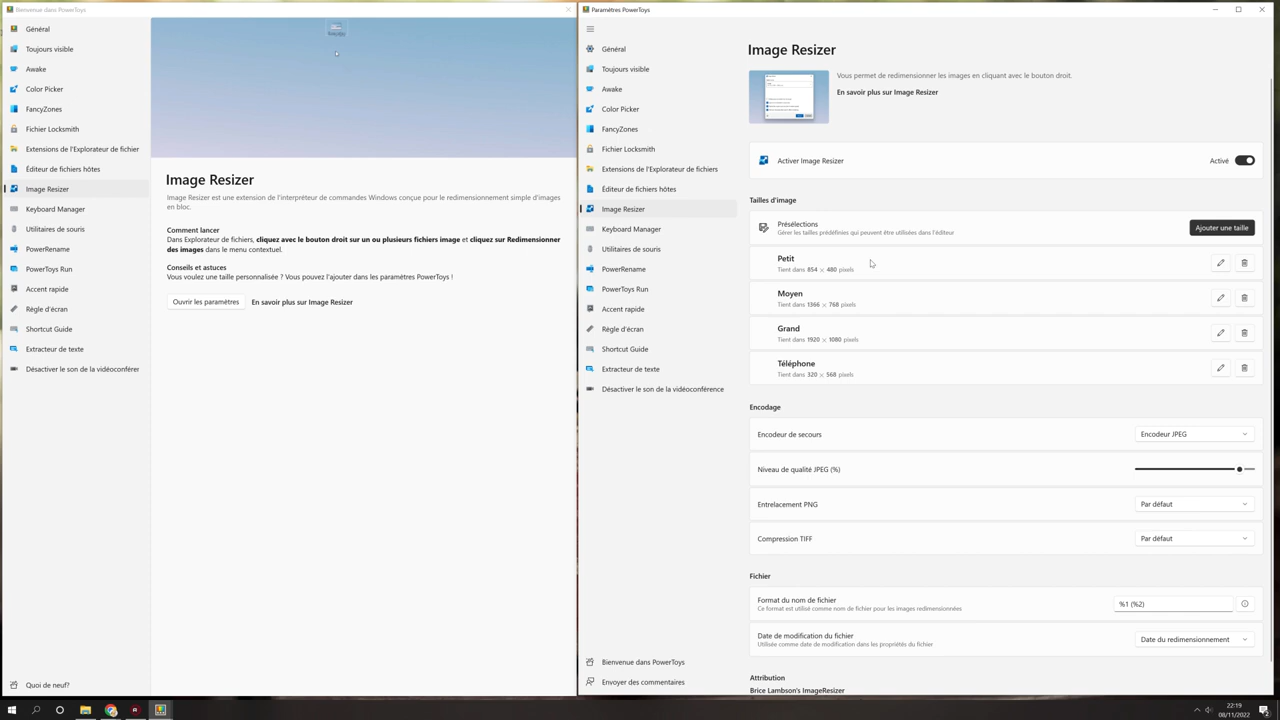 Bienvenue dans PowerToys
Général
Toujours visible
Awake
Color Picker
FancyZones
Fichier Locksmith
Extensions de l'Explorateur de fichier
Éditeur de fichiers hôtes
Image Resizer
Keyboard Manager
Utilitaires de souris
PowerRename
PowerToys Run
Accent rapide
Règle d'écran
Shortcut Guide
Extracteur de texte
Désactiver le son de la vidéoconféren
Quoi de neuf?
Image Resizer
Image Resizer est une extension de l'interpréteur de commandes Windows conçue pour le redimensionnement simple d'images
en bloc.
Comment lancer
Dans Explorateur de fichiers, cliquez avec le bouton droit sur un ou plusieurs fichiers image et cliquez sur Redimensionner
des images dans le menu contextuel.
Conseils et astuces
Vous voulez une taille personnalisée ? Vous pouvez l'ajouter dans les paramètres PowerToys !
Ouvrir les paramètres
En savoir plus sur Image Resizer
Paramètres PowerToys
Général
Toujours visible
Awake
Color Picker
FancyZones
Fichier Locksmith
Extensions de l'Explorateur de fichiers
Éditeur de fichiers hôtes
Image Resizer
Keyboard Manager
Utilitaires de souris
PowerRename
PowerToys Run
Accent rapide
Règle d'écran
Shortcut Guide
Extracteur de texte
Désactiver le son de la vidéoconférence
Bienvenue dans PowerToys
Envoyer des commentaires
Image Resizer
Vous permet de redimensionner les images en cliquant avec le bouton droit.
En savoir plus sur Image Resizer
Activer Image Resizer
Activé
Tailles d'image
Présélections
Gérer les tailles prédéfinies qui peuvent être utilisées dans l'éditeur
Ajouter une taille
Petit
Tient dans 854 × 480 pixels
Moyen
Tient dans 1366 × 768 pixels
Grand
Tient dans 1920 × 1080 pixels
Téléphone
Tient dans 320 × 568 pixels
Encodage
Encodeur de secours
Encodeur JPEG
Niveau de qualité JPEG (%)
Entrelacement PNG
Par défaut
Compression TIFF
Par défaut
Fichier
Format du nom de fichier
Ce format est utilisé comme nom de fichier pour les images redimensionnées
%1 (%2)
Date de modification du fichier
Utilisée comme date de modification dans les propriétés du fichier
Date du redimensionnement
Attribution
Brice Lambson's ImageResizer
22:19
08/11/2022